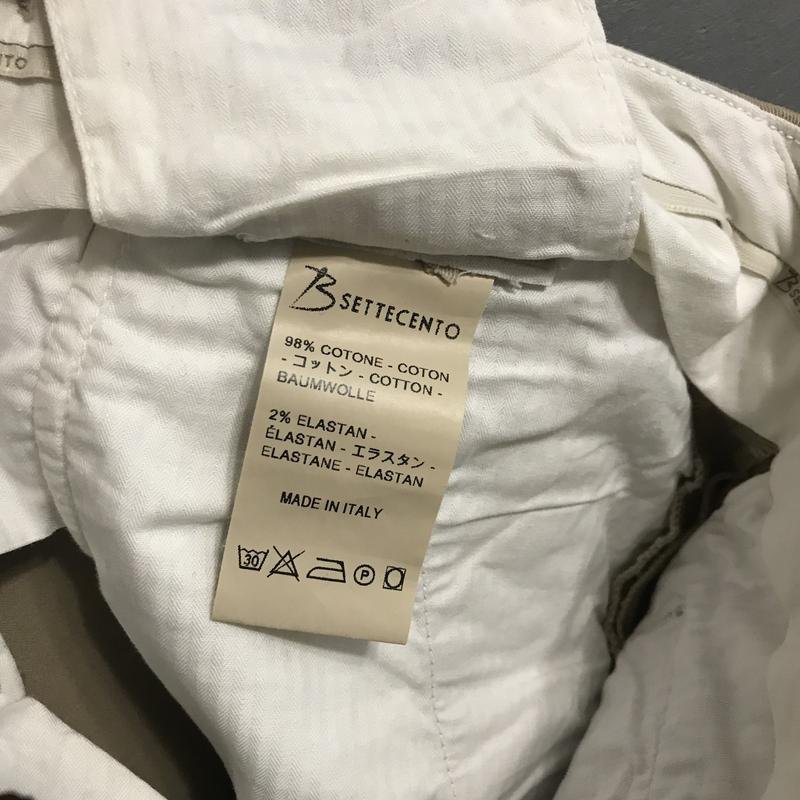 NTO
B SETTECENTO
98% COTONE - COTON
- コットン - COTTON -
BAUMWOLLE
2% ELASTAN -
ÉLASTAN - エラスタン -
ELASTANE - ELASTAN
MADE IN ITALY
30
P
B